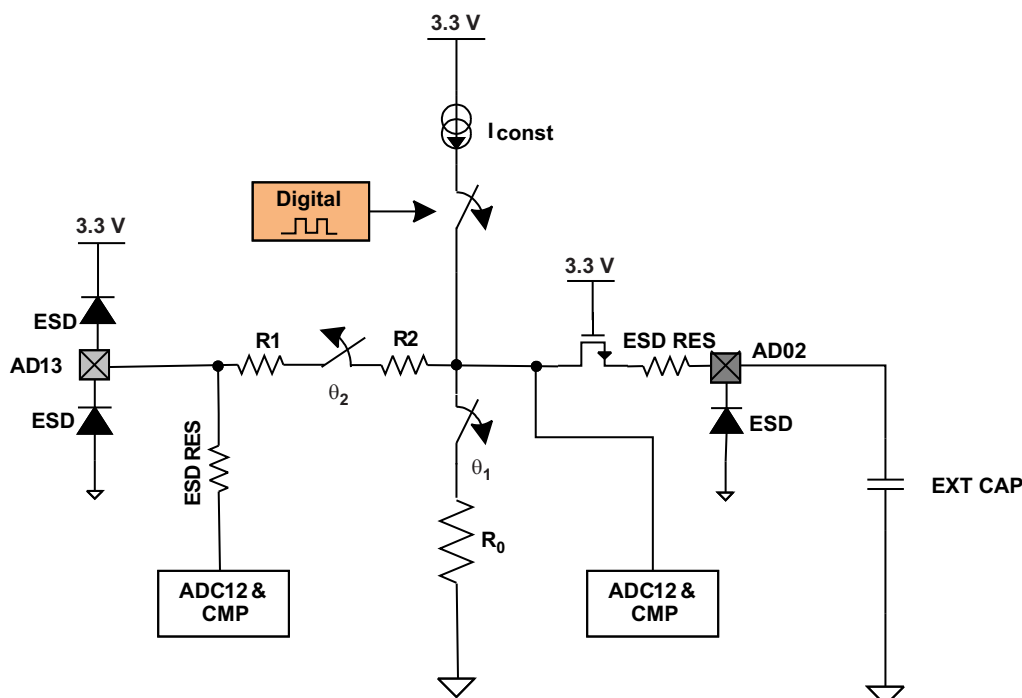 3.3 V
I const
Digital
3.3 V
3.3 V
ESD
R1
R2
ESD RES
AD02
AD13
θ2
ESD
ESD
ESD RES
θ1
EXT CAP
R0
ADC12 &
CMP
ADC12 &
CMP